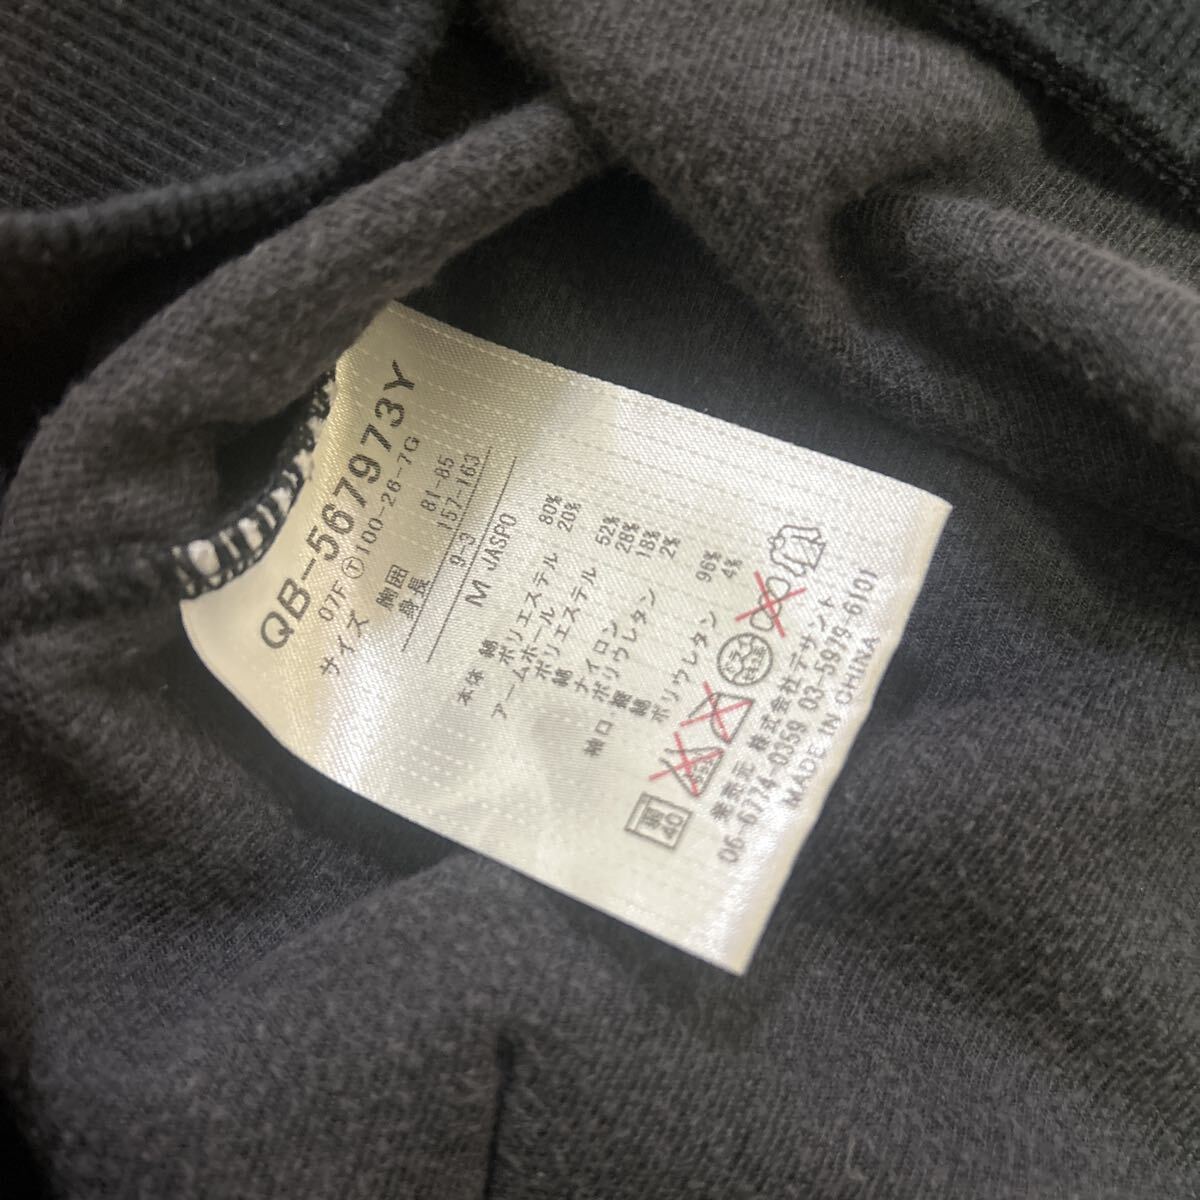 QB-567973Y
07F Ⓣ100-26-7G
サイズ
胸囲 81-85
身長 157-163
9-3
M JASPO
本体 綿 80%
ポリエステル 20%
アームホール
ポリエステル 52%
綿 28%
ナイロン 18%
ポリウレタン 2%
袖口 裏 綿 96%
ポリウレタン 4%
40
発売元 株式会社デサント
06-6774-0359 03-5979-6101
MADE IN CHINA